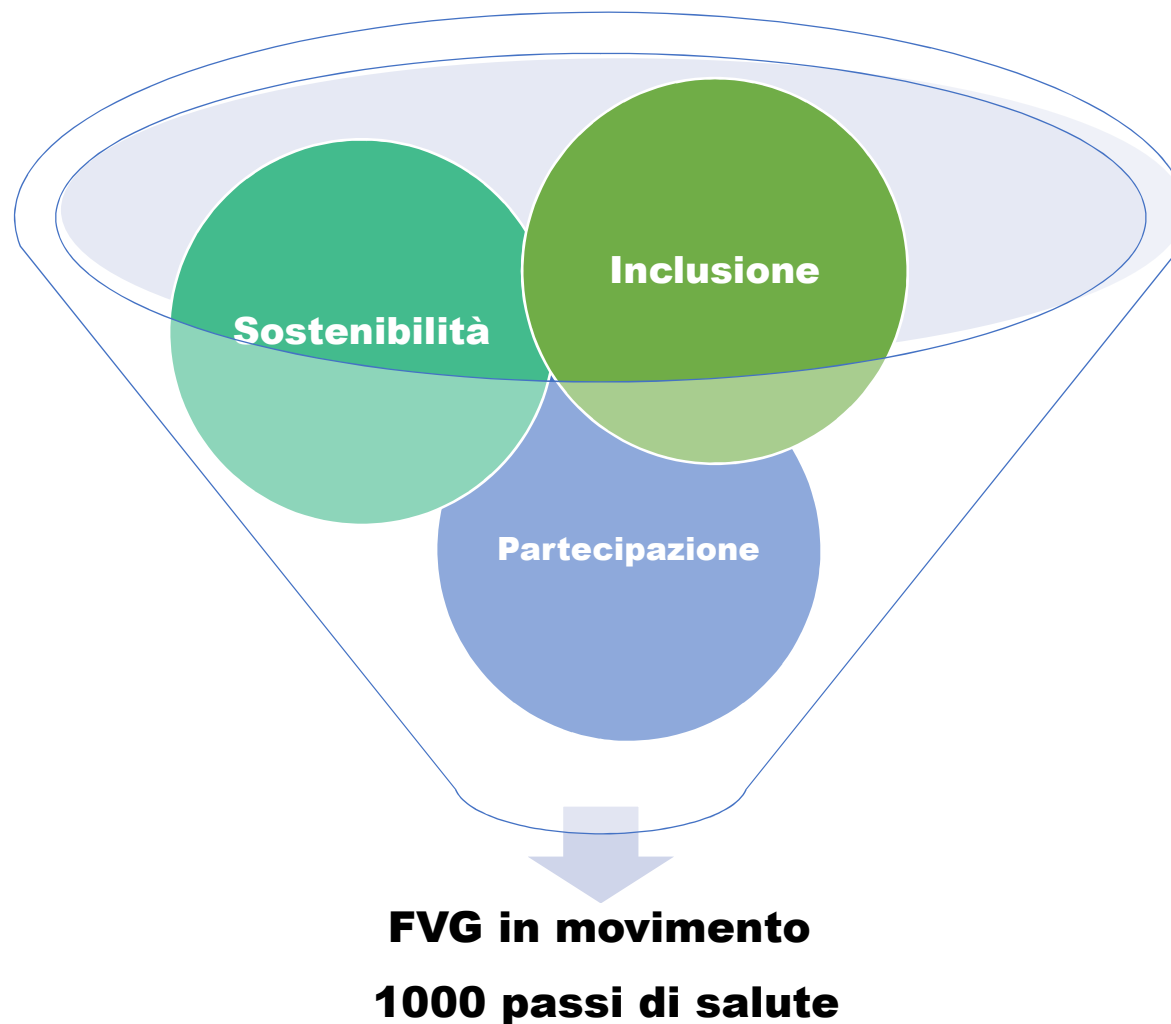 Inclusione
Sostenibilità
Partecipazione
FVG in movimento
1000 passi di salute